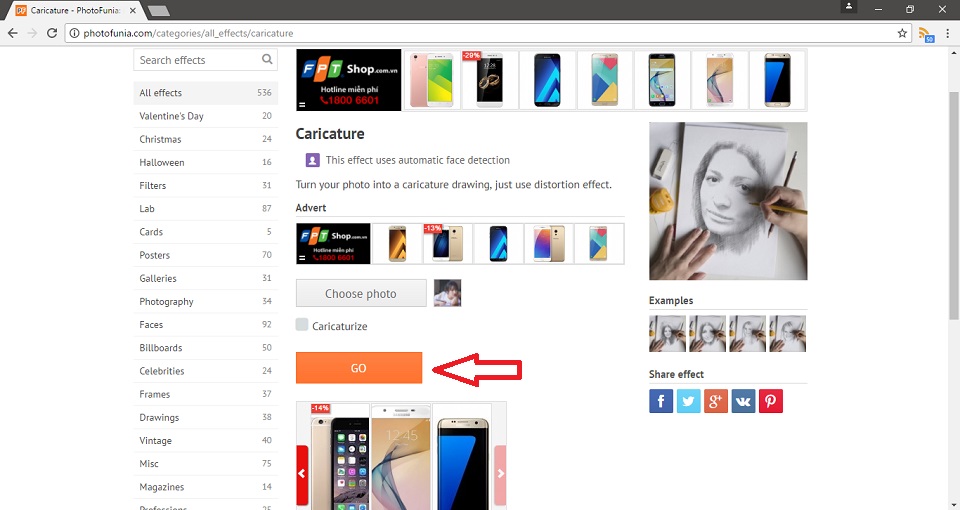 Caricature - PhotoFunia:
photofunia.com/categories/all_effects/caricature
50
Search effects
All effects 536
Valentine's Day 20
Christmas 24
Halloween 16
Filters 31
Lab 87
Cards 5
Posters 70
Galleries 31
Photography 34
Faces 92
Billboards 50
Celebrities 24
Frames 37
Drawings 38
Vintage 40
Misc 75
Magazines 14
Professions 25
FPT Shop.com.vn
Hotline miễn phí
1800 6601
-29%
Caricature
This effect uses automatic face detection
Turn your photo into a caricature drawing, just use distortion effect.
Advert
FPT Shop.com.vn
Hotline miễn phí
1800 6601
-13%
Choose photo
Caricaturize
GO
-14%
12:45
Examples
Share effect
f
g+